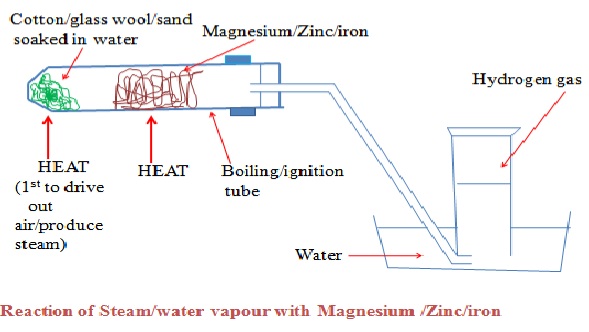 Cotton/glass wool/sand
soaked in water
Magnesium/Zinc/iron
Hydrogen gas
HEAT
(1st to drive
out
air/produce
steam)
HEAT
Boiling/ignition
tube
Water
Reaction of Steam/water vapour with Magnesium /Zinc/iron